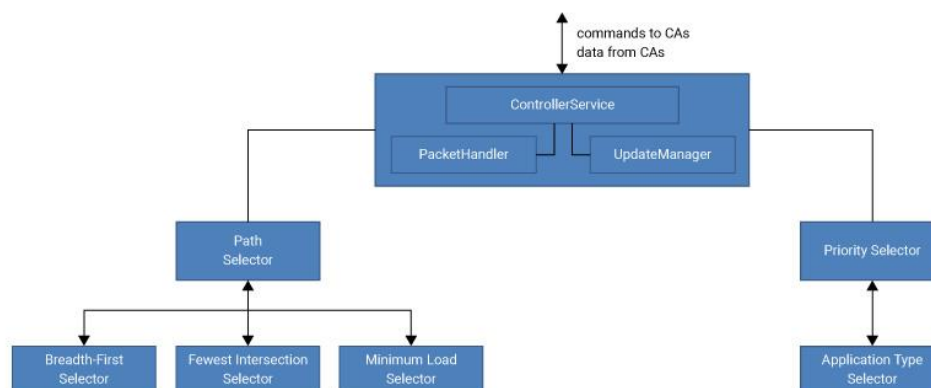 commands to CAs
data from CAs
ControllerService
PacketHandler
UpdateManager
Path
Selector
Priority Selector
Breadth-First
Selector
Fewest Intersection
Selector
Minimum Load
Selector
Application Type
Selector